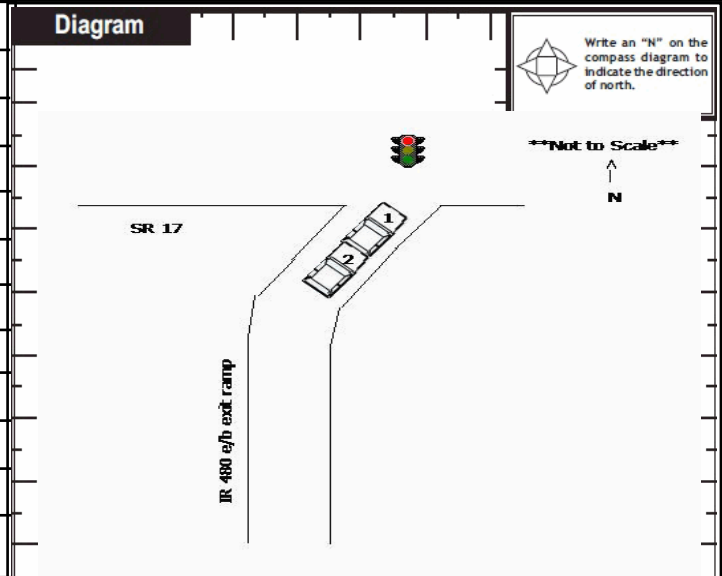 Diagram
Write an “N” on the
compass diagram to
indicate the direction
of north.
**Not to Scale**
N
SR 17
1
2
IR 480 e/b exit ramp